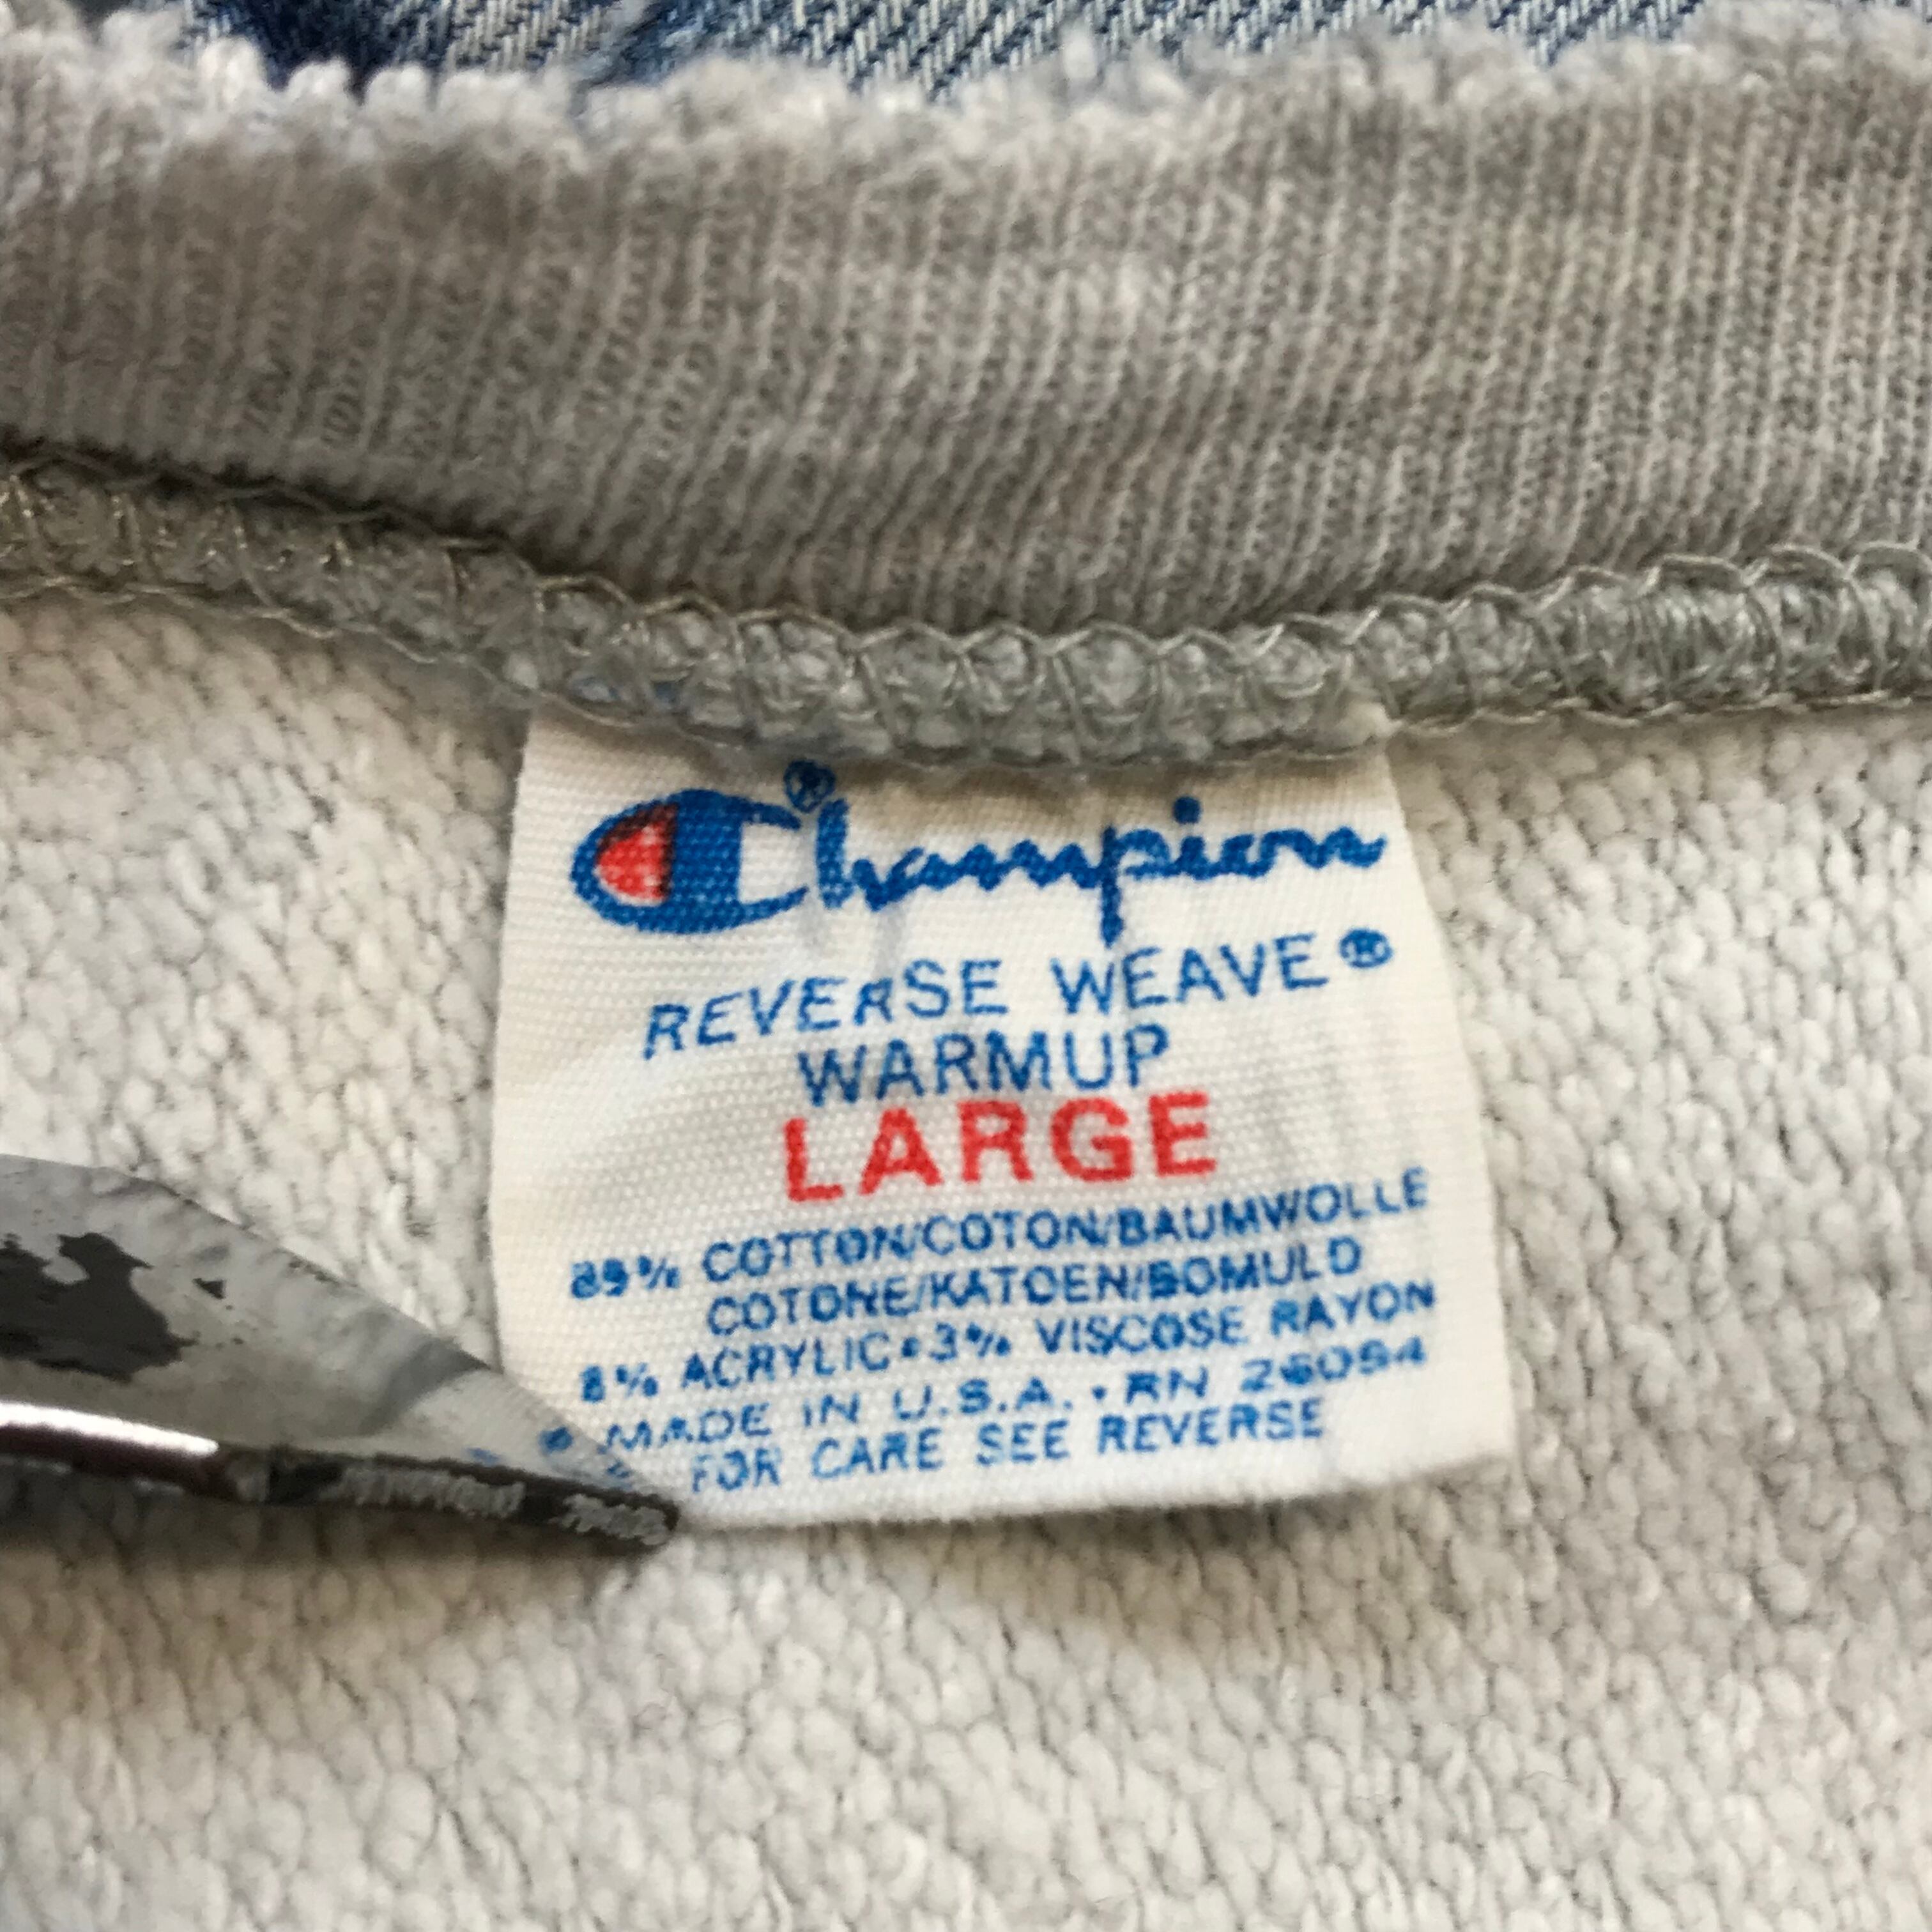 Champion®
REVERSE WEAVE®
WARMUP
LARGE
89% COTTON/COTON/BAUMWOLLE
COTONE/KATOEN/BOMULD
8% ACRYLIC•3% VISCOSE RAYON
MADE IN U.S.A. • RN 26094
FOR CARE SEE REVERSE